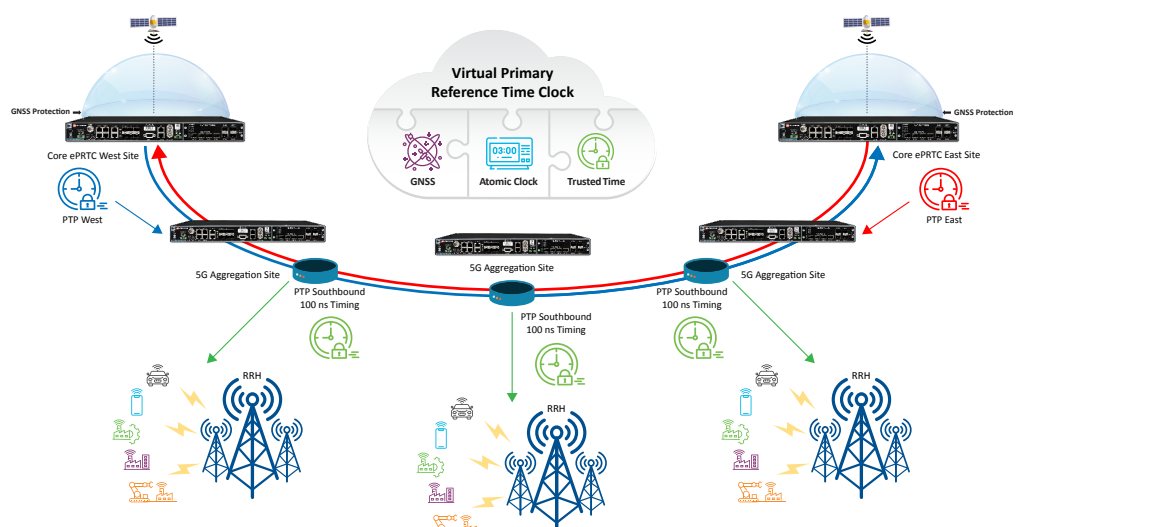 Virtual Primary
Reference Time Clock
GNSS
Atomic Clock
Trusted Time
03:00
GNSS Protection
GNSS Protection
Core ePRTC West Site
Core ePRTC East Site
PTP West
PTP East
5G Aggregation Site
5G Aggregation Site
5G Aggregation Site
PTP Southbound
100 ns Timing
PTP Southbound
100 ns Timing
PTP Southbound
100 ns Timing
RRH
RRH
RRH